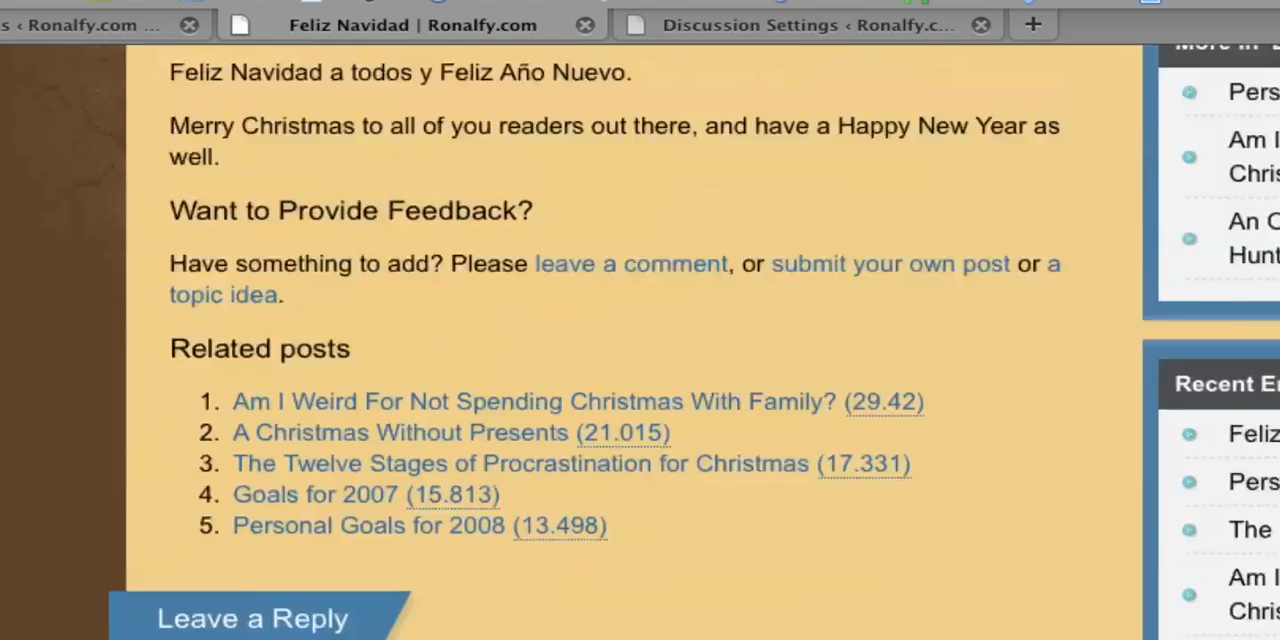 s ‹ Ronalfy.com ...
Feliz Navidad | Ronalfy.com
Discussion Settings ‹ Ronalfy.c...
Feliz Navidad a todos y Feliz Año Nuevo.
Merry Christmas to all of you readers out there, and have a Happy New Year as
well.
Want to Provide Feedback?
Have something to add? Please leave a comment, or submit your own post or a
topic idea.
Related posts
1. Am I Weird For Not Spending Christmas With Family? (29.42)
2. A Christmas Without Presents (21.015)
3. The Twelve Stages of Procrastination for Christmas (17.331)
4. Goals for 2007 (15.813)
5. Personal Goals for 2008 (13.498)
Leave a Reply
More in
Pers
Am I
Chris
An O
Hunt
Recent E
Feliz
Pers
The
Am I
Chris